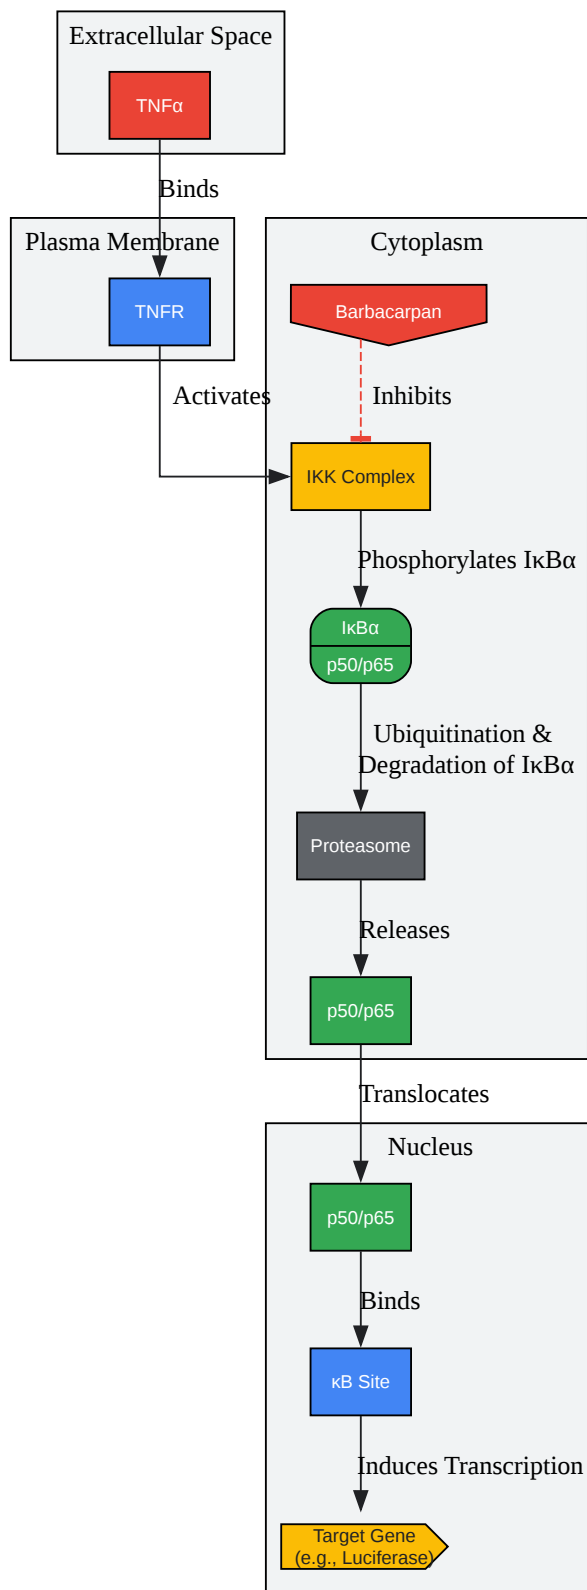 Extracellular Space
TNFα
Binds
Plasma Membrane
TNFR
Activates
Cytoplasm
Barbacarpan
Inhibits
IKK Complex
Phosphorylates IκBα
IκBα
p50/p65
Ubiquitination &
Degradation of IκBα
Proteasome
Releases
p50/p65
Translocates
Nucleus
p50/p65
Binds
κB Site
Induces Transcription
Target Gene
(e.g., Luciferase)